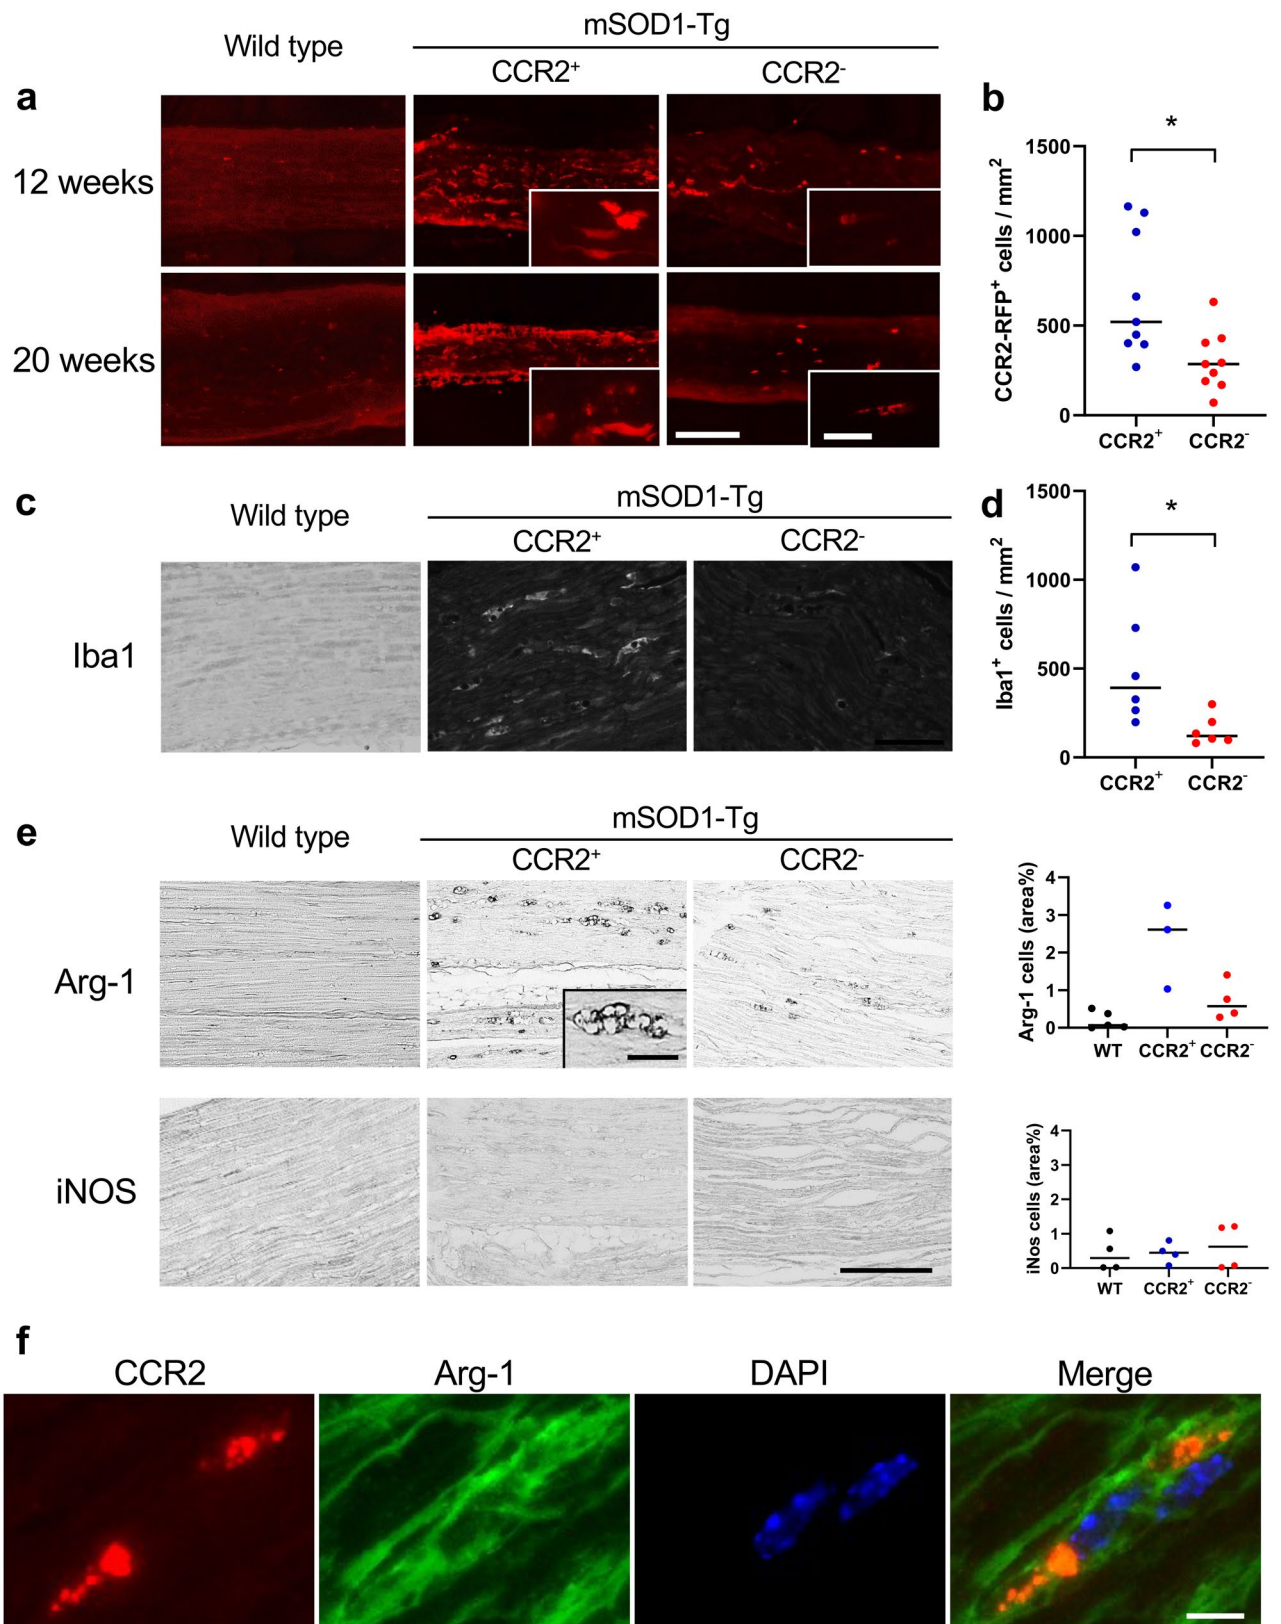 mSOD1-Tg
Wild type
CCR2⁺ CCR2⁻
a
12 weeks
20 weeks
b
*
CCR2-RFP⁺ cells / mm²
1500
1000
500
0
CCR2⁺ CCR2⁻
c
mSOD1-Tg
Wild type
CCR2⁺ CCR2⁻
Iba1
d
*
Iba1⁺ cells / mm²
1500
1000
500
0
CCR2⁺ CCR2⁻
e
mSOD1-Tg
Wild type
CCR2⁺ CCR2⁻
Arg-1
Arg-1 cells (area%)
4
3
2
1
0
WT CCR2⁺ CCR2⁻
iNOS
iNos cells (area%)
4
3
2
1
0
WT CCR2⁺ CCR2⁻
f
CCR2 Arg-1 DAPI Merge